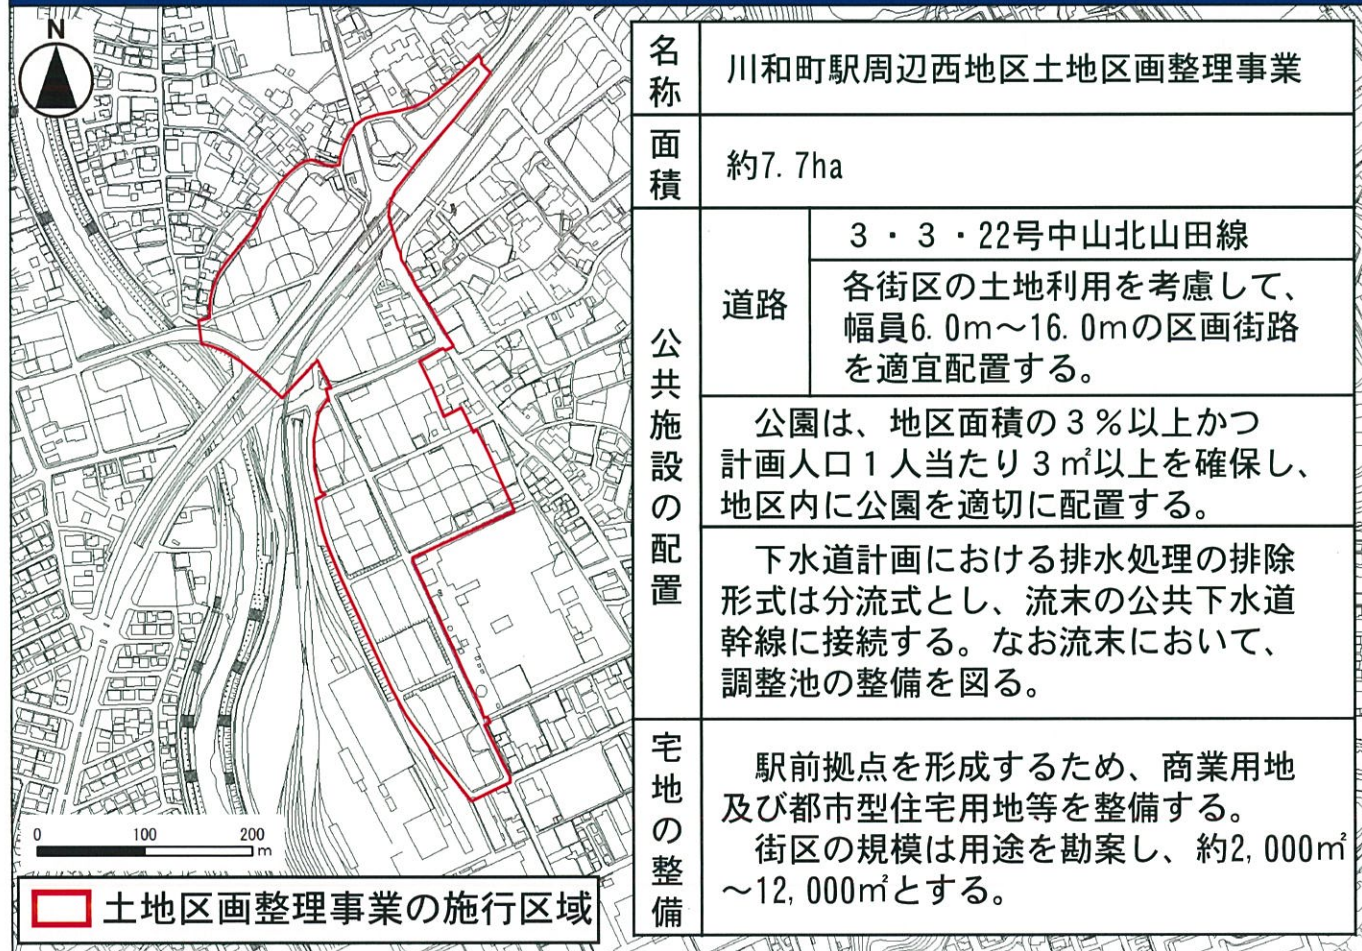 N
名称
川和町駅周辺西地区土地区画整理事業
面積
約7.7ha
公共施設の配置
道路
3・3・22号中山北山田線
各街区の土地利用を考慮して、
幅員6.0m~16.0mの区画街路
を適宜配置する。
公園は、地区面積の3%以上かつ
計画人口1人当たり3㎡以上を確保し、
地区内に公園を適切に配置する。
下水道計画における排水処理の排除
形式は分流式とし、流末の公共下水道
幹線に接続する。なお流末において、
調整池の整備を図る。
宅地の整備
駅前拠点を形成するため、商業用地
及び都市型住宅用地等を整備する。
街区の規模は用途を勘案し、約2,000㎡
~12,000㎡とする。
0 100 200 m
土地区画整理事業の施行区域